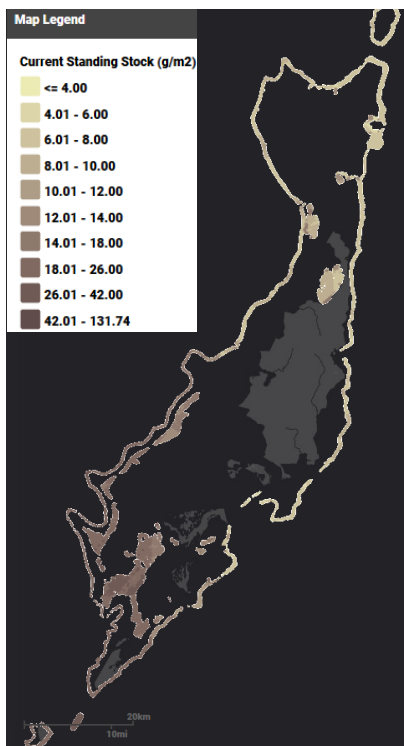 Map Legend
Current Standing Stock (g/m2)
<= 4.00
4.01 - 6.00
6.01 - 8.00
8.01 - 10.00
10.01 - 12.00
12.01 - 14.00
14.01 - 18.00
18.01 - 26.00
26.01 - 42.00
42.01 - 131.74
20km
10mi